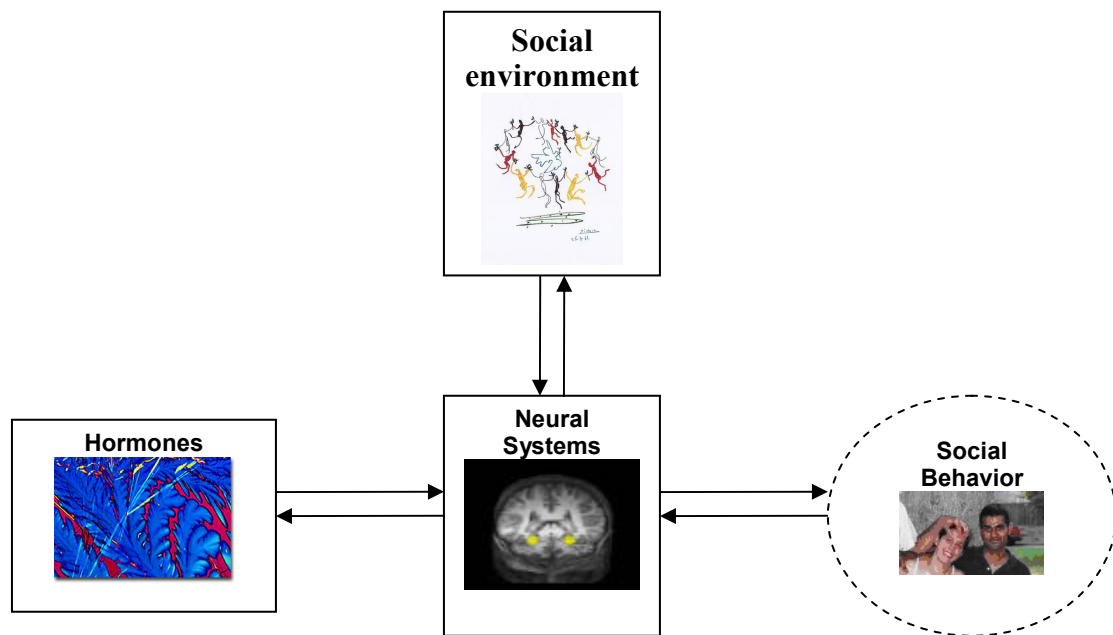 Social
environment
Neural
Systems
Hormones
Social
Behavior